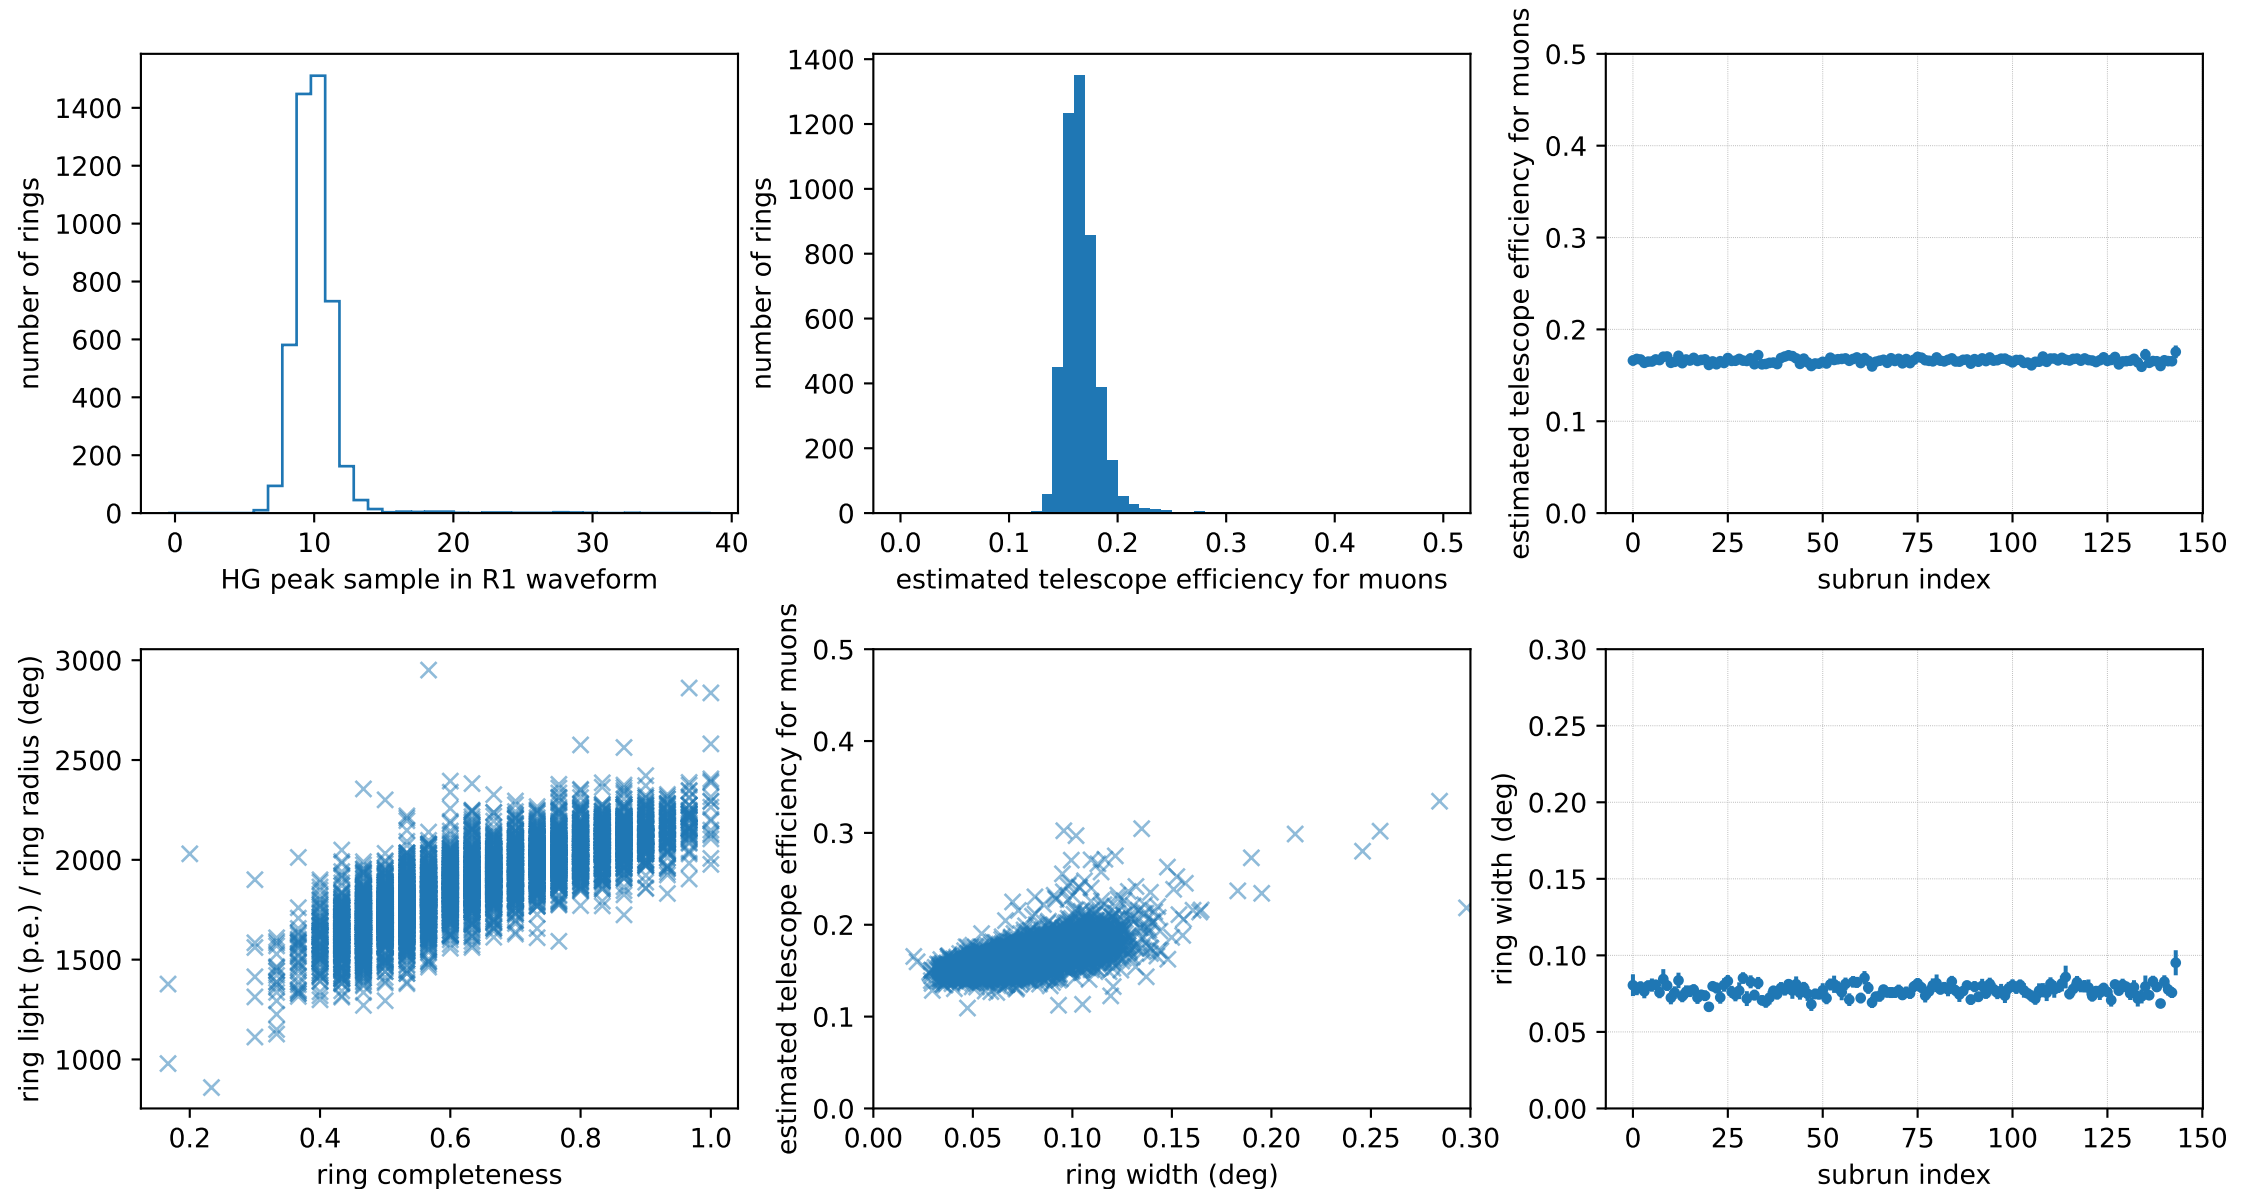 number of rings
1400
1200
1000
800
600
400
200
0
0 10 20 30 40
HG peak sample in R1 waveform
number of rings
1400
1200
1000
800
600
400
200
0
0.0 0.1 0.2 0.3 0.4 0.5
estimated telescope efficiency for muons
estimated telescope efficiency for muons
0.5
0.4
0.3
0.2
0.1
0.0
0 25 50 75 100 125 150
subrun index
ring light (p.e.) / ring radius (deg)
3000
2500
2000
1500
1000
0.2 0.4 0.6 0.8 1.0
ring completeness
estimated telescope efficiency for muons
0.5
0.4
0.3
0.2
0.1
0.0
0.00 0.05 0.10 0.15 0.20 0.25 0.30
ring width (deg)
ring width (deg)
0.30
0.25
0.20
0.15
0.10
0.05
0.00
0 25 50 75 100 125 150
subrun index